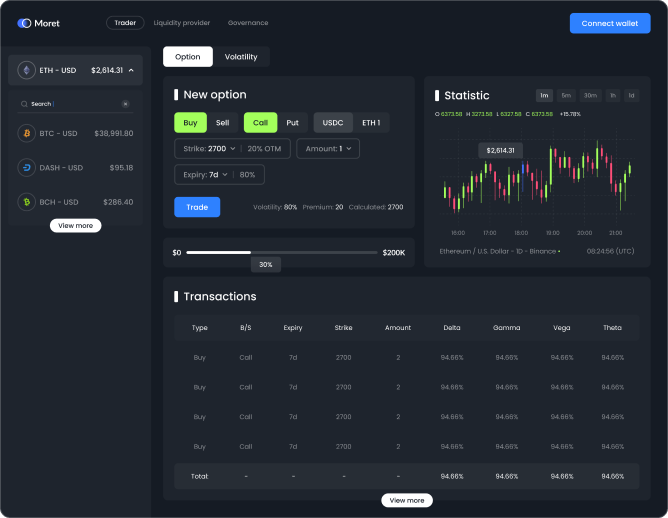 Moret
Trader Liquidity provider Governance
Connect wallet
ETH - USD $2,614.31
Search
BTC - USD $38,991.80
DASH - USD $95.18
BCH - USD $286.40
View more
Option Volatility
New option
Buy Sell Call Put USDC ETH 1
Strike: 2700 20% OTM Amount: 1
Expiry: 7d 80%
Trade Volatility: 80% Premium: 20 Calculated: 2700
$0 $200K
30%
Statistic 1m 5m 30m 1h 1d
O 6373.58 H 3273.58 L 6327.58 C 6373.58 +15.78%
$2,614.31
16:00 17:00 18:00 19:00 20:00 21:00
Ethereum / U.S. Dollar - 1D - Binance • 08:24:56 (UTC)
Transactions
Type B/S Expiry Strike Amount Delta Gamma Vega Theta
Buy Call 7d 2700 2 94.66% 94.66% 94.66% 94.66%
Buy Call 7d 2700 2 94.66% 94.66% 94.66% 94.66%
Buy Call 7d 2700 2 94.66% 94.66% 94.66% 94.66%
Buy Call 7d 2700 2 94.66% 94.66% 94.66% 94.66%
Total: - - - - 94.66% 94.66% 94.66% 94.66%
View more